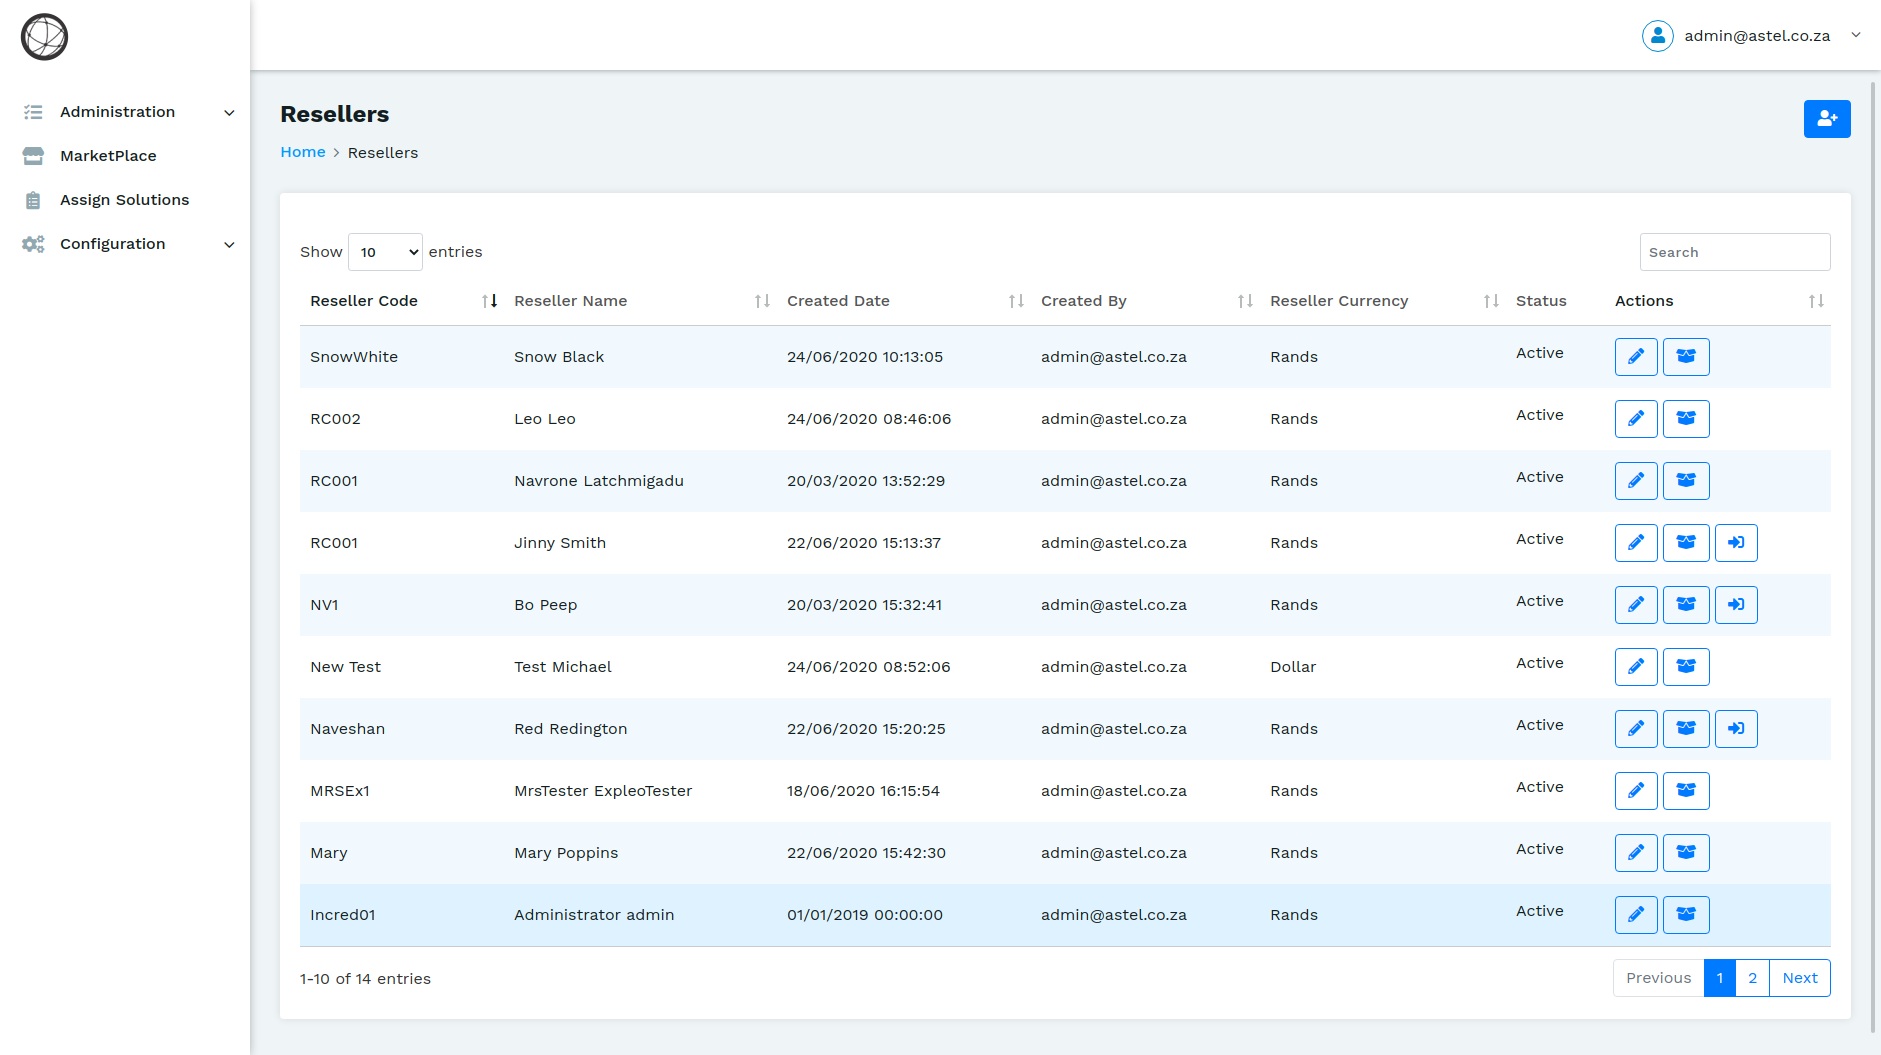 admin@astel.co.za
Administration
MarketPlace
Assign Solutions
Configuration
Resellers
Home > Resellers
Show 10 entries
Search
Reseller Code Reseller Name Created Date Created By Reseller Currency Status Actions
SnowWhite Snow Black 24/06/2020 10:13:05 admin@astel.co.za Rands Active
RC002 Leo Leo 24/06/2020 08:46:06 admin@astel.co.za Rands Active
RC001 Navrone Latchmigadu 20/03/2020 13:52:29 admin@astel.co.za Rands Active
RC001 Jinny Smith 22/06/2020 15:13:37 admin@astel.co.za Rands Active
NV1 Bo Peep 20/03/2020 15:32:41 admin@astel.co.za Rands Active
New Test Test Michael 24/06/2020 08:52:06 admin@astel.co.za Dollar Active
Naveshan Red Redington 22/06/2020 15:20:25 admin@astel.co.za Rands Active
MRSEx1 MrsTester ExpleoTester 18/06/2020 16:15:54 admin@astel.co.za Rands Active
Mary Mary Poppins 22/06/2020 15:42:30 admin@astel.co.za Rands Active
Incred01 Administrator admin 01/01/2019 00:00:00 admin@astel.co.za Rands Active
1-10 of 14 entries
Previous 1 2 Next